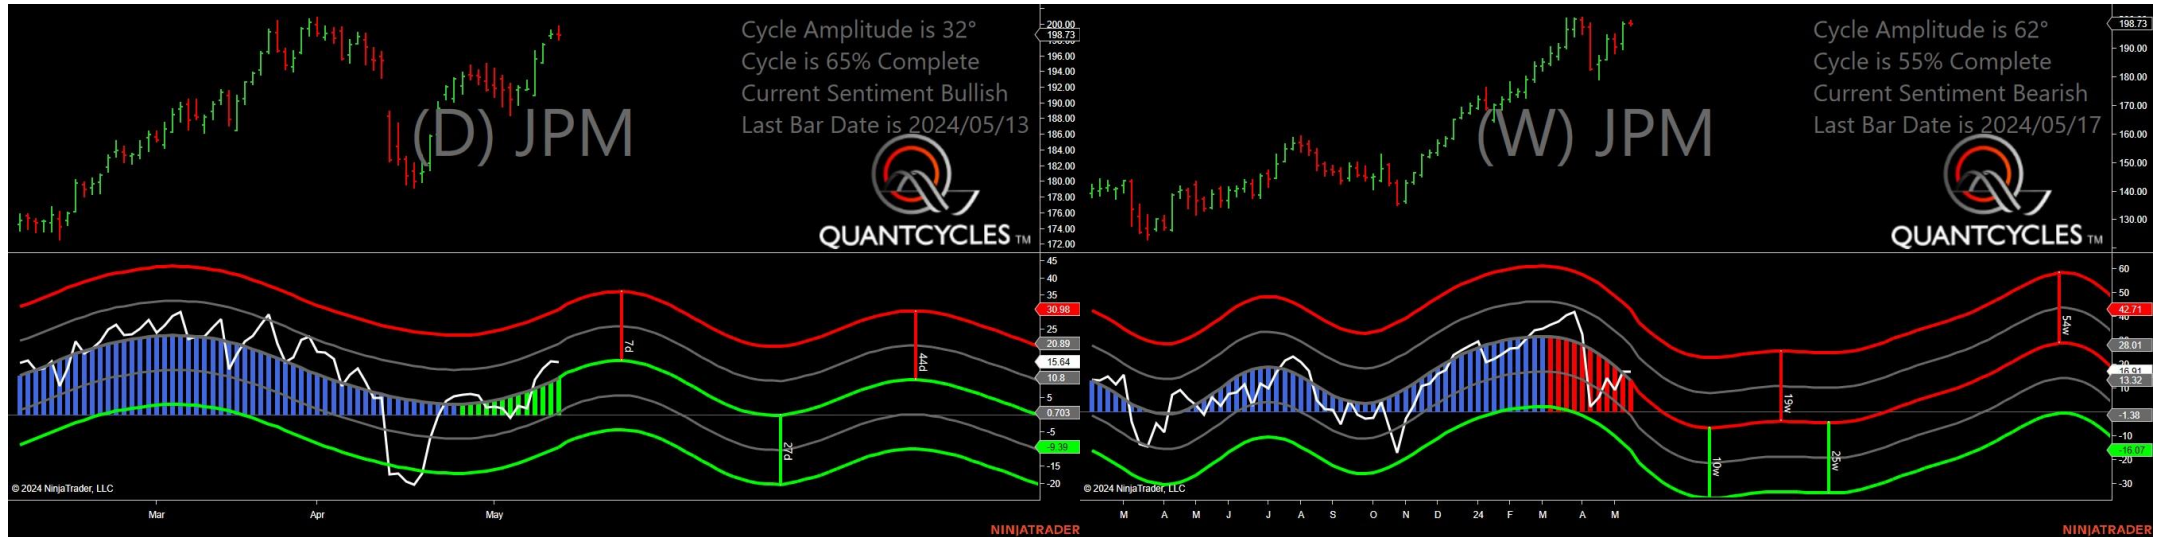 Cycle Amplitude is 32°
Cycle is 65% Complete
Current Sentiment Bullish
Last Bar Date is 2024/05/13
(D) JPM
QUANTCYCLES TM
200.00
198.73
196.00
194.00
192.00
190.00
188.00
186.00
184.00
182.00
180.00
178.00
176.00
174.00
172.00
45
40
35
30.98
25
20.89
15.64
10.8
5
0.703
-5
-9.39
-15
-20
7d
27d
44d
© 2024 NinjaTrader, LLC
Mar Apr May
NINJATRADER
Cycle Amplitude is 62°
Cycle is 55% Complete
Current Sentiment Bearish
Last Bar Date is 2024/05/17
(W) JPM
QUANTCYCLES TM
198.73
190.00
180.00
170.00
160.00
150.00
140.00
130.00
60
50
42.71
28.01
20
16.91
13.32
-1.38
-10
-16.07
-20
-30
10w
19w
25w
54w
© 2024 NinjaTrader, LLC
M A M J J A S O N D 24 F M A M
NINJATRADER